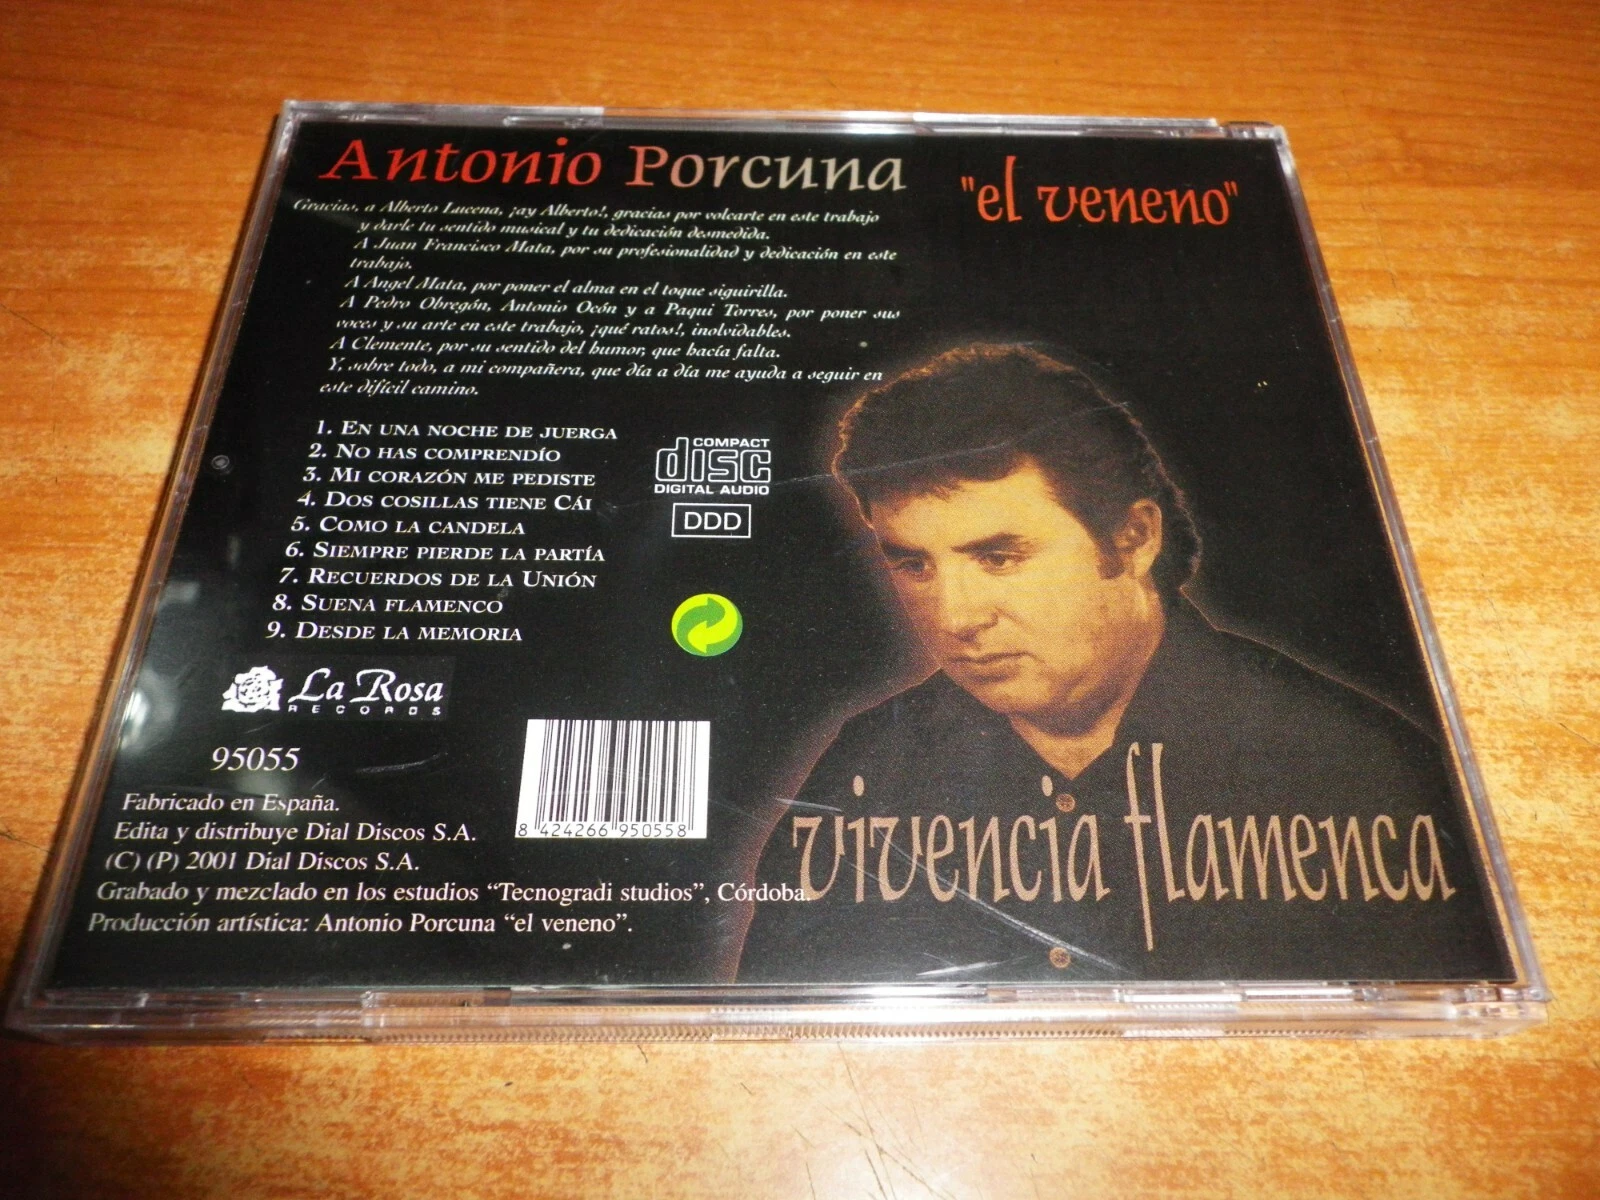 Antonio Porcuna
"el veneno"
Gracias, a Alberto Lucena, ¡ay Alberto!, gracias por volcarte en este trabajo
y darle tu sentido musical y tu dedicación desmedida.
A Juan Francisco Mata, por su profesionalidad y dedicación en este
trabajo.
A Angel Mata, por poner el alma en el toque siguirilla.
A Pedro Obregón, Antonio Ocón y a Paqui Torres, por poner sus
voces y su arte en este trabajo, ¡qué ratos!, inolvidables.
A Clemente, por su sentido del humor, que hacía falta.
Y, sobre todo, a mi compañera, que día a día me ayuda a seguir en
este difícil camino.
1. En una noche de juerga
2. No has comprendío
3. Mi corazón me pediste
4. Dos cosillas tiene Cái
5. Como la candela
6. Siempre pierde la partía
7. Recuerdos de la Unión
8. Suena flamenco
9. Desde la memoria
COMPACT
disc
DIGITAL AUDIO
DDD
La Rosa
RECORDS
95055
8 424266 950558
Fabricado en España.
Edita y distribuye Dial Discos S.A.
(C) (P) 2001 Dial Discos S.A.
Grabado y mezclado en los estudios “Tecnogradi studios”, Córdoba.
Producción artística: Antonio Porcuna “el veneno”.
vivencia flamenca